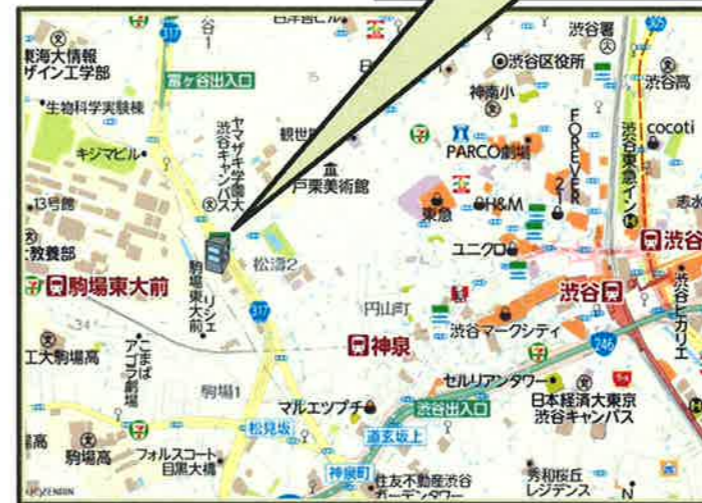 317
谷1
渋谷署
305
東海大情報
ザイン工学部
富ヶ谷出入口
渋谷区役所
渋谷高
生物科学実験棟
神南小
キジマビル
ヤマザキ学園大
渋谷キャンパス
観世
戸栗美術館
PARCO劇場
FOREVER
21
渋谷東急イン
cocoti
13号館
東急
H&M
志水
教養部
ユニクロ
渋谷
駒場東大前
松濤2
リシェ
駒場東大前
円山町
渋谷
317
神泉
渋谷マークシティ
246
渋谷ヒカリエ
工大駒場高
こまば
アゴラ劇場
駒場1
マルエツプチ
セルリアンタワー
渋谷出入口
日本経済大東京
渋谷キャンパス
松見坂
道玄坂上
駒場高
フォルスコート
目黒大橋
神泉町
住友不動産渋谷
ガーデンタワー
秀和桜丘
レジデンス
N
ZENRIN